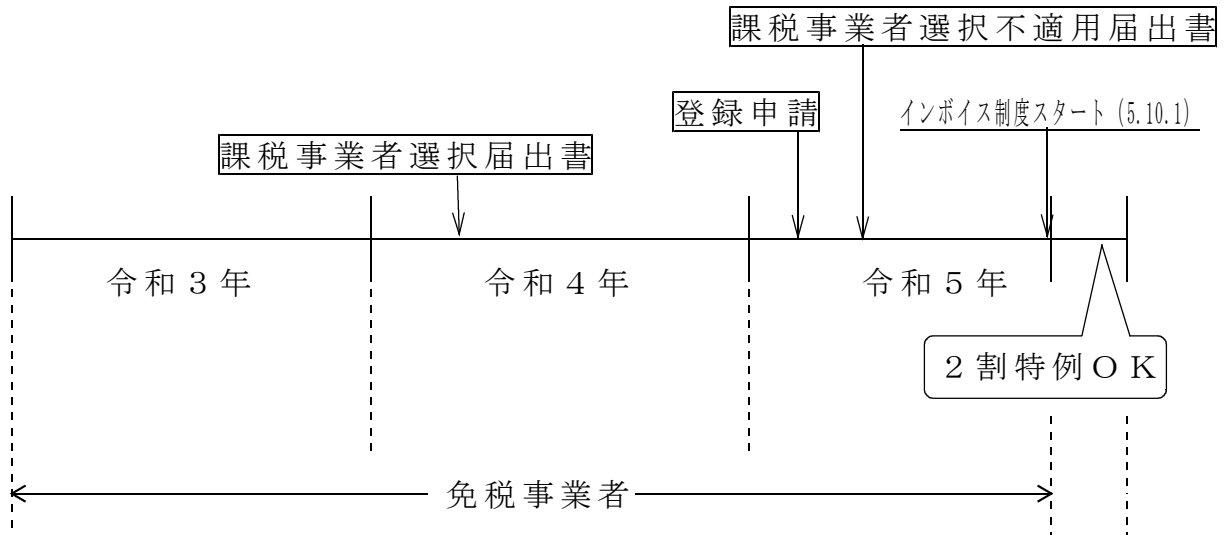 課税事業者選択不適用届出書
登録申請
インボイス制度スタート(5.10.1)
課税事業者選択届出書
令和3年
令和4年
令和5年
2割特例OK
免税事業者